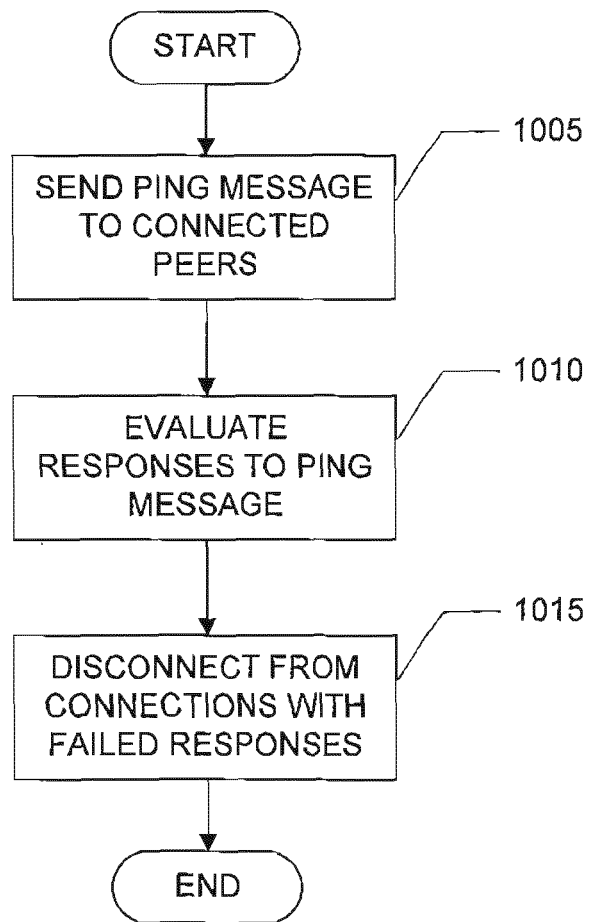 START
1005
SEND PING MESSAGE
TO CONNECTED
PEERS
1010
EVALUATE
RESPONSES TO PING
MESSAGE
1015
DISCONNECT FROM
CONNECTIONS WITH
FAILED RESPONSES
END